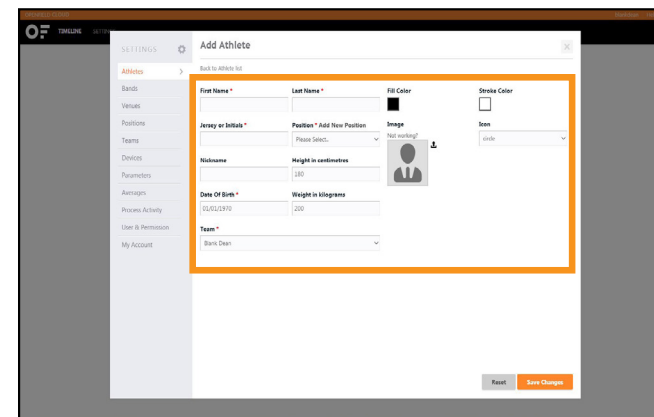 OF TIMELINE
SETTINGS
Add Athlete
Athletes >
Back to Athlete list
Bands
Venues
Positions
Teams
Devices
Parameters
Averages
Process Activity
User & Permission
My Account
First Name * Last Name * Fill Color Stroke Color
Jersey or Initials * Position * Add New Position Image Icon
Please Select.. Not working? circle
Nickname Height in centimetres
180
Date Of Birth * Weight in kilograms
01/01/1970 200
Team *
Blank Dean
Reset Save Changes